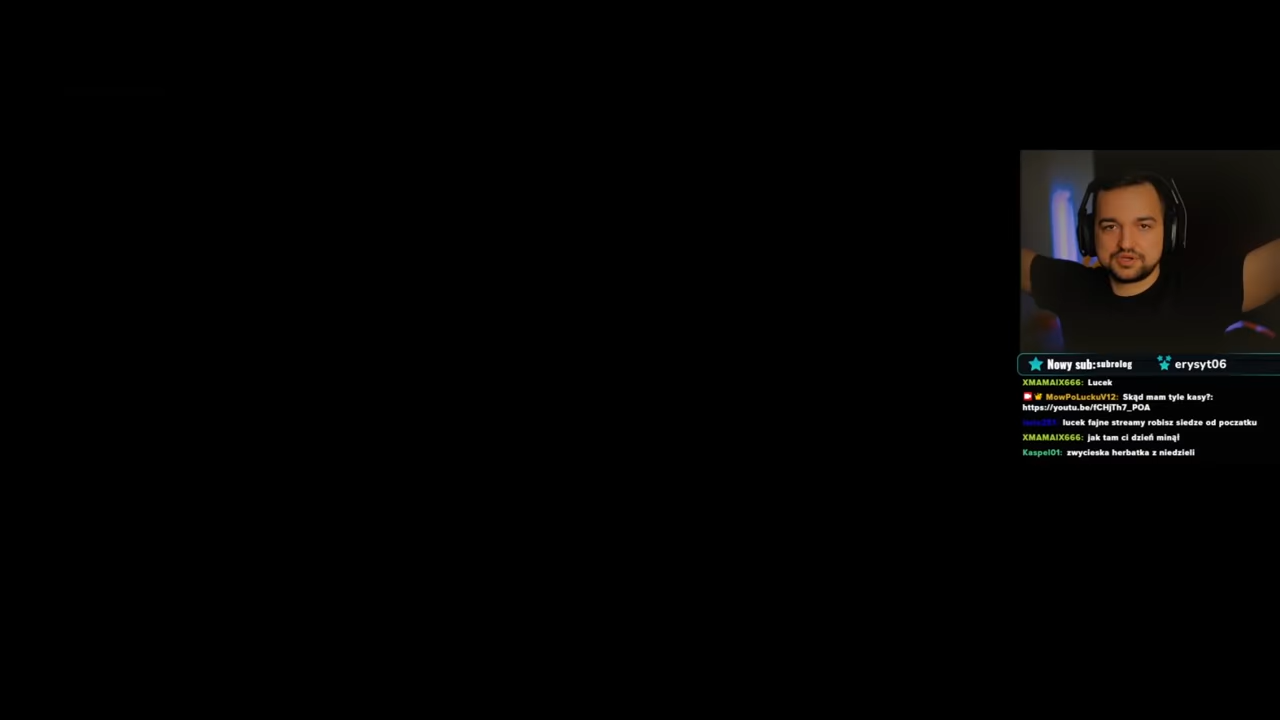 Nowy sub: subroleg erysyt06
XMAMAIX666: Lucek
MowPoLuckuV12: Skąd mam tyle kasy?:
https://youtu.be/fCHjTh7_POA
lucek fajne streamy robisz siedze od poczatku
XMAMAIX666: jak tam ci dzień minął
Kaspel01: zwycieska herbatka z niedzieli